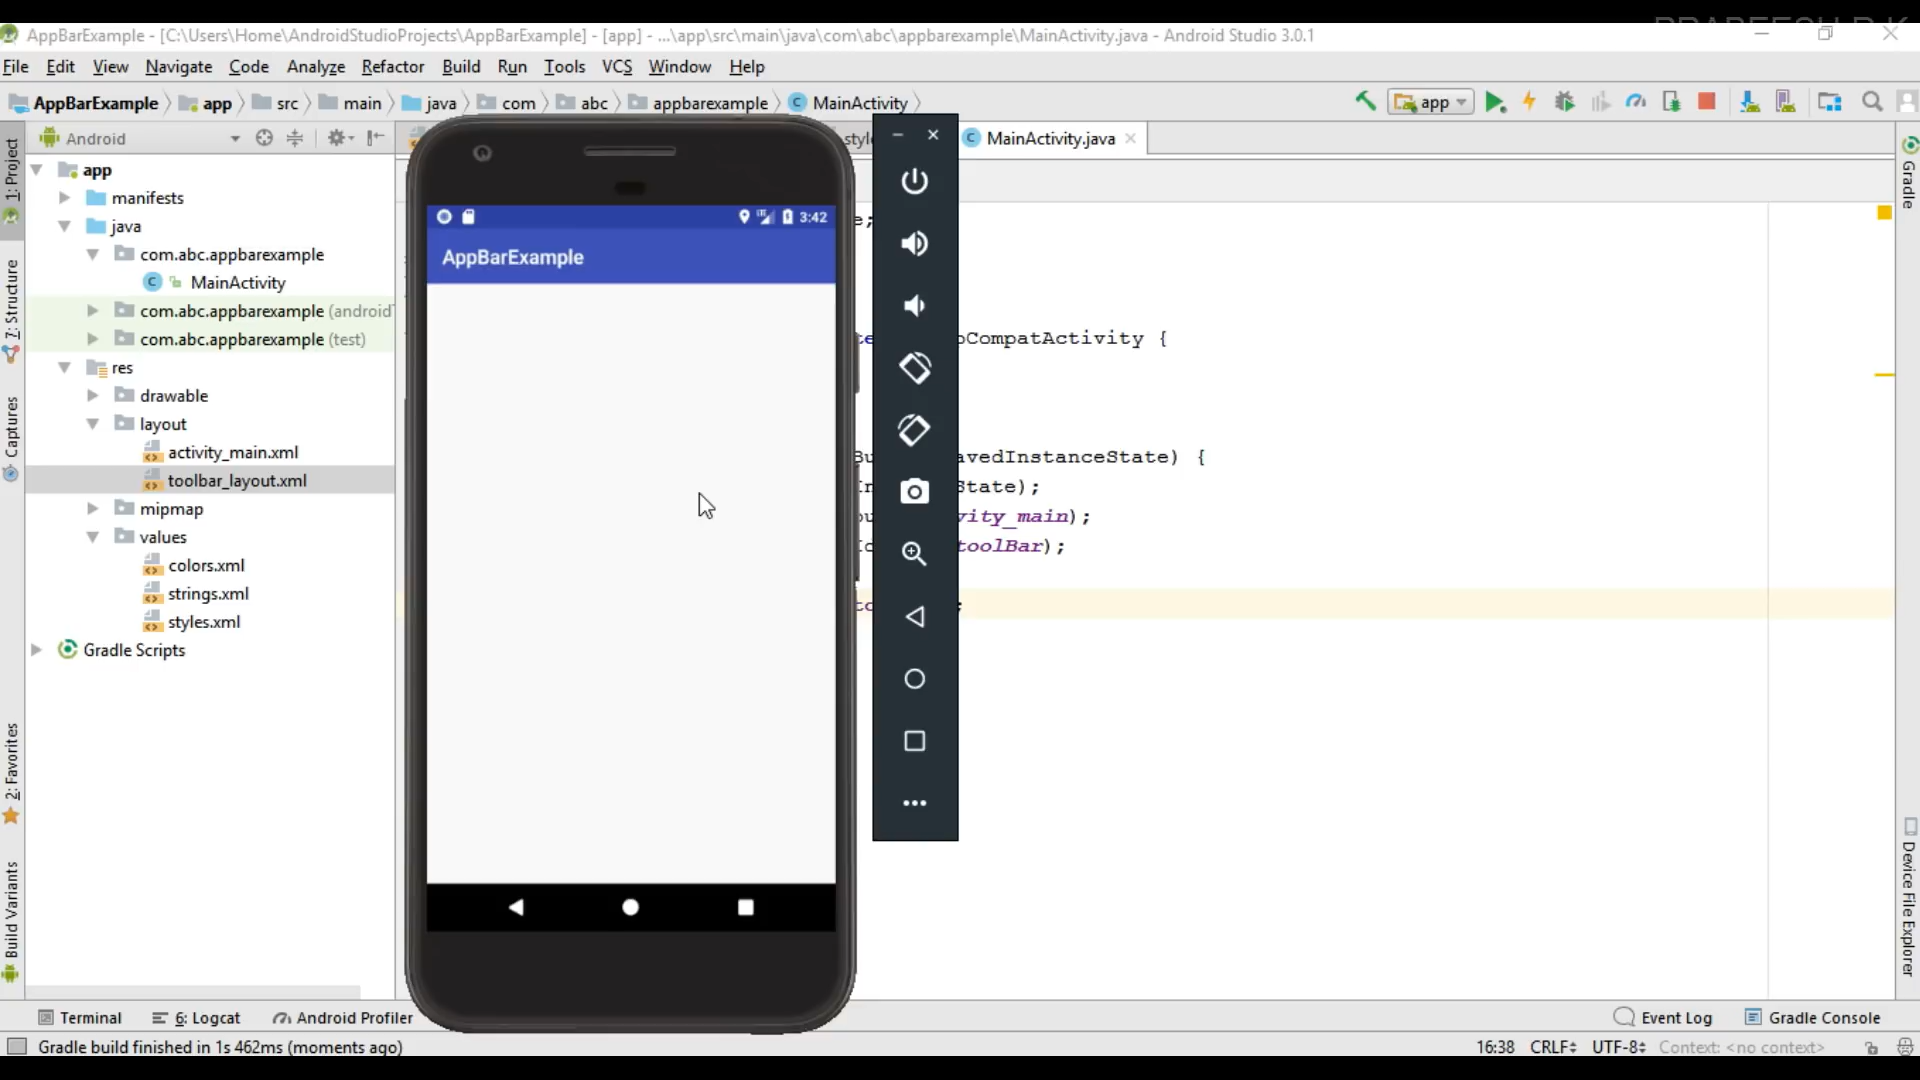 AppBarExample - [C:\Users\Home\AndroidStudioProjects\AppBarExample] - [app] - ...\app\src\main\java\com\abc\appbarexample\MainActivity.java - Android Studio 3.0.1
File Edit View Navigate Code Analyze Refactor Build Run Tools VCS Window Help
AppBarExample app src main java com abc appbarexample MainActivity app
Android
MainActivity.java
1: Project
7: Structure
Captures
2: Favorites
Build Variants
app
manifests
java
com.abc.appbarexample
MainActivity
com.abc.appbarexample (android
com.abc.appbarexample (test)
res
drawable
layout
activity_main.xml
toolbar_layout.xml
mipmap
values
colors.xml
strings.xml
styles.xml
Gradle Scripts
3:42
AppBarExample
e;
CompatActivity {
avedInstanceState) {
State);
vity_main);
toolBar);
;
Gradle
Device File Explorer
Terminal 6: Logcat Android Profiler Event Log Gradle Console
Gradle build finished in 1s 462ms (moments ago) 16:38 CRLF UTF-8 Context: <no context>